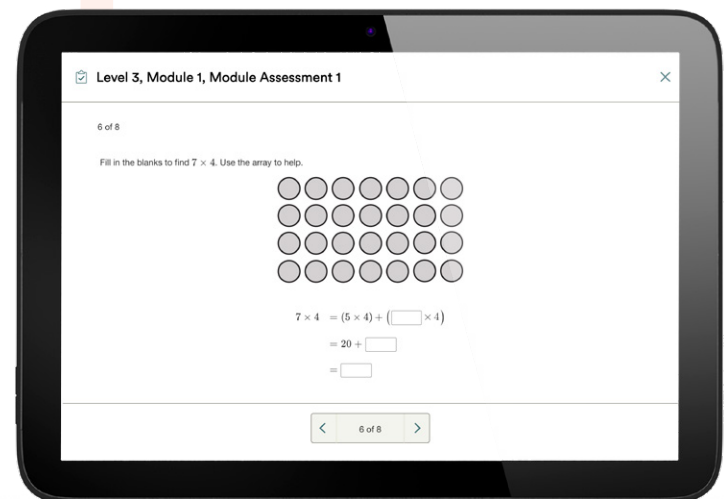 Level 3, Module 1, Module Assessment 1
6 of 8
Fill in the blanks to find 7 × 4. Use the array to help.
7 × 4 = (5 × 4) + ( × 4)
= 20 +
=
6 of 8